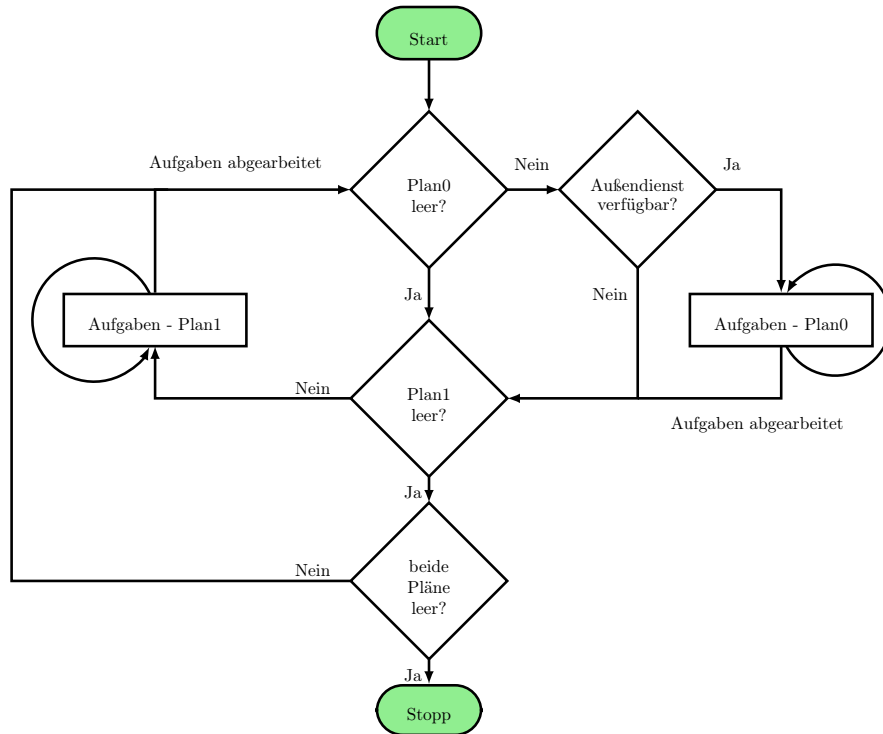 Start
Aufgaben abgearbeitet
Plan0
leer?
Nein
Außendienst
verfügbar?
Ja
Ja
Nein
Aufgaben - Plan1
Aufgaben - Plan0
Nein
Plan1
leer?
Aufgaben abgearbeitet
Ja
Nein
beide
Pläne
leer?
Ja
Stopp